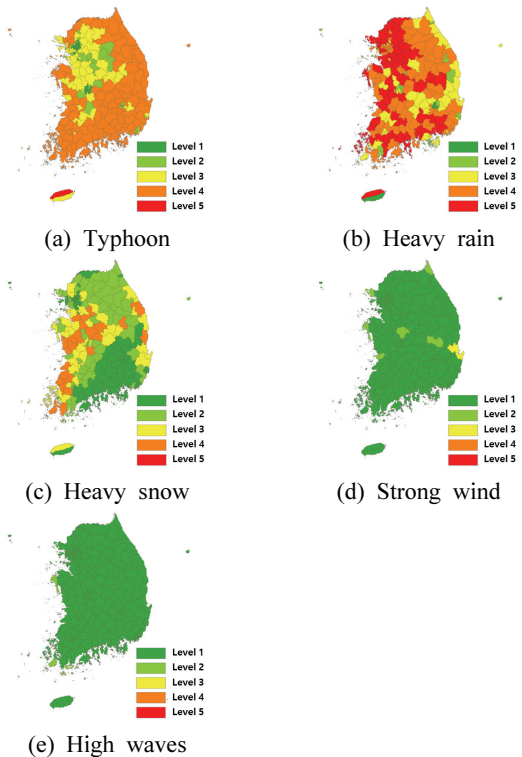 Level 1
Level 2
Level 3
Level 4
Level 5
(a) Typhoon
Level 1
Level 2
Level 3
Level 4
Level 5
(b) Heavy rain
Level 1
Level 2
Level 3
Level 4
Level 5
(c) Heavy snow
Level 1
Level 2
Level 3
Level 4
Level 5
(d) Strong wind
Level 1
Level 2
Level 3
Level 4
Level 5
(e) High waves